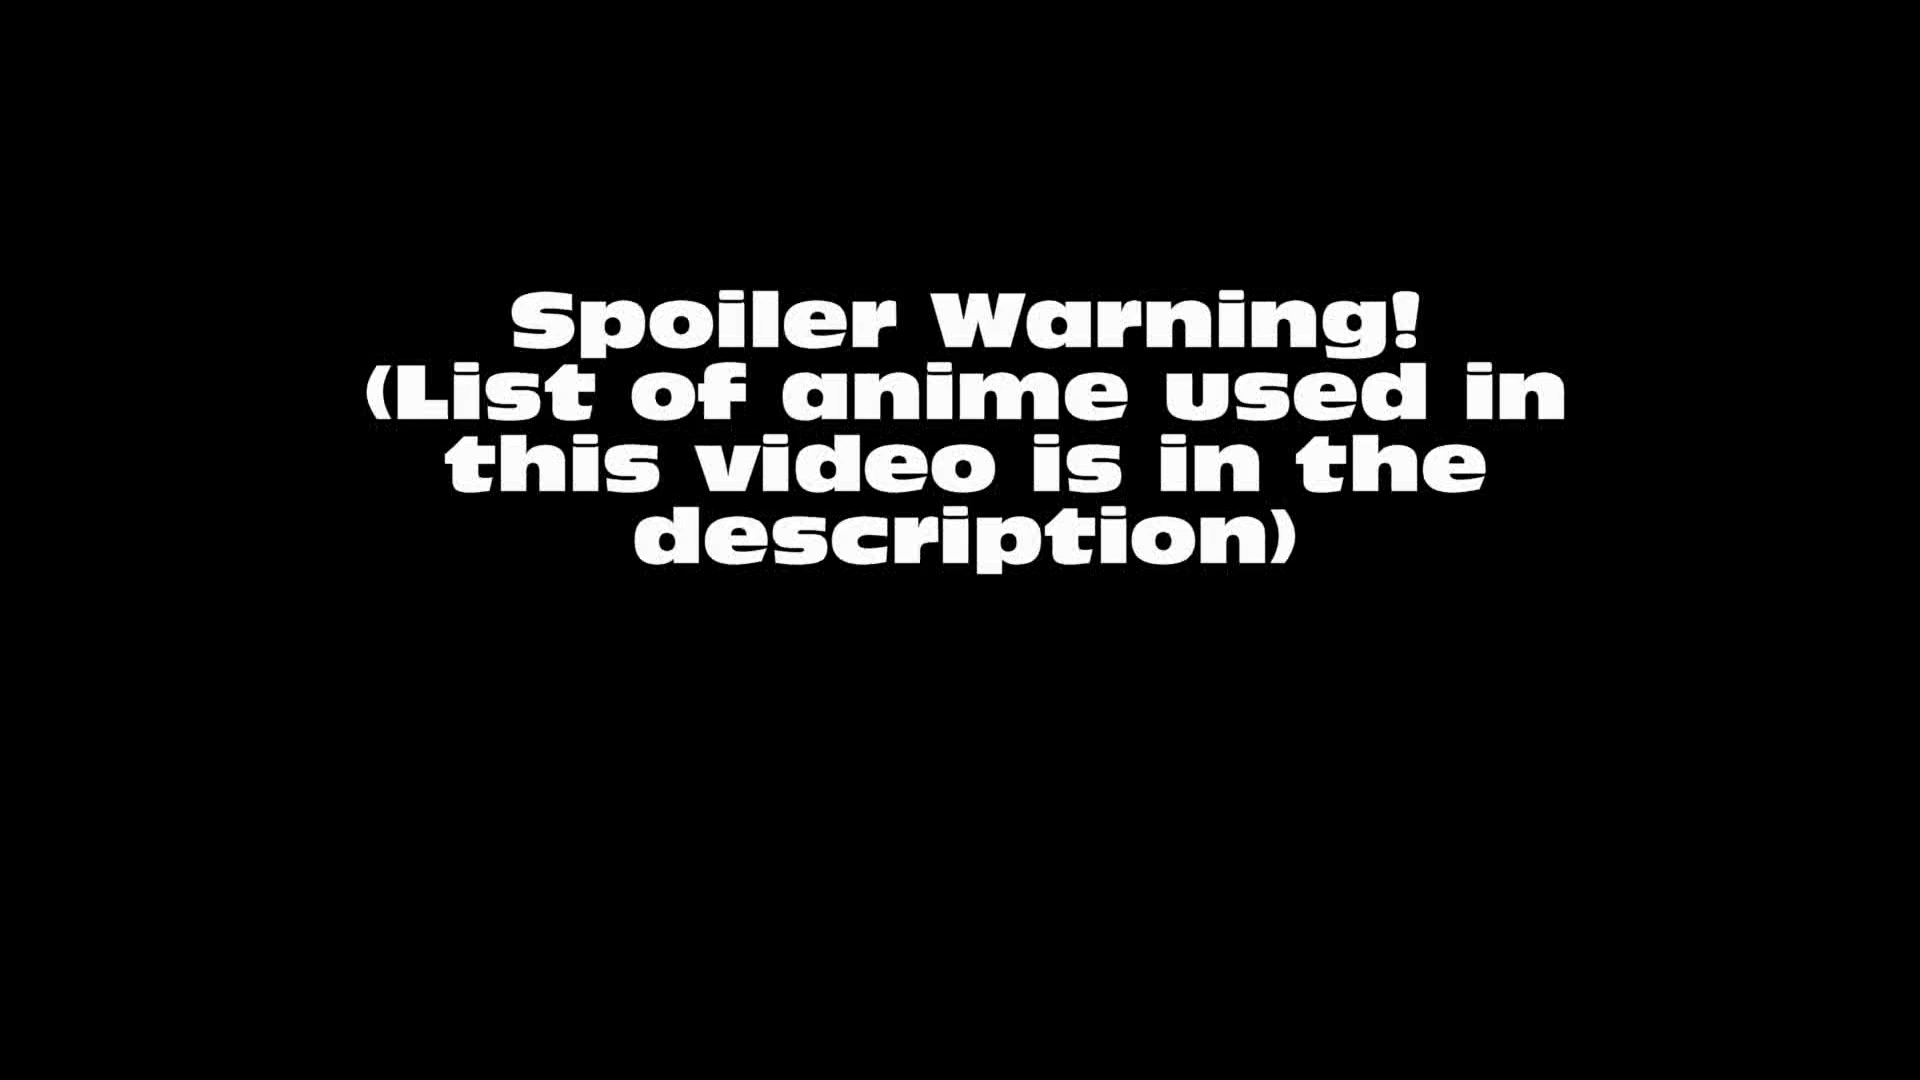 Spoiler Warning!
(List of anime used in
this video is in the
description)